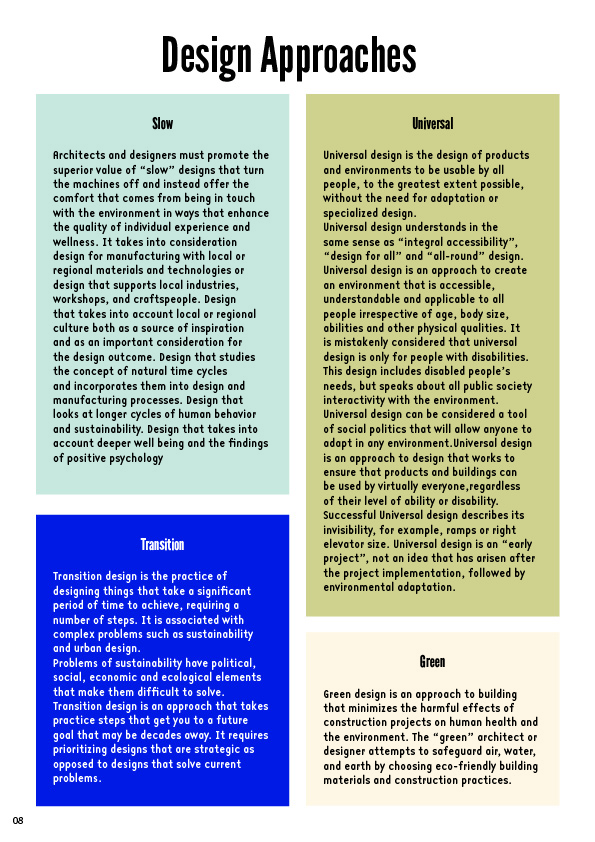 Design Approaches
Slow
Architects and designers must promote the
superior value of “slow” designs that turn
the machines off and instead offer the
comfort that comes from being in touch
with the environment in ways that enhance
the quality of individual experience and
wellness. It takes into consideration
design for manufacturing with local or
regional materials and technologies or
design that supports local industries,
workshops, and craftspeople. Design
that takes into account local or regional
culture both as a source of inspiration
and as an important consideration for
the design outcome. Design that studies
the concept of natural time cycles
and incorporates them into design and
manufacturing processes. Design that
looks at longer cycles of human behavior
and sustainability. Design that takes into
account deeper well being and the findings
of positive psychology
Transition
Transition design is the practice of
designing things that take a significant
period of time to achieve, requiring a
number of steps. It is associated with
complex problems such as sustainability
and urban design.
Problems of sustainability have political,
social, economic and ecological elements
that make them difficult to solve.
Transition design is an approach that takes
practice steps that get you to a future
goal that may be decades away. It requires
prioritizing designs that are strategic as
opposed to designs that solve current
problems.
Universal
Universal design is the design of products
and environments to be usable by all
people, to the greatest extent possible,
without the need for adaptation or
specialized design.
Universal design understands in the
same sense as “integral accessibility”,
“design for all” and “all-round” design.
Universal design is an approach to create
an environment that is accessible,
understandable and applicable to all
people irrespective of age, body size,
abilities and other physical qualities. It
is mistakenly considered that universal
design is only for people with disabilities.
This design includes disabled people’s
needs, but speaks about all public society
interactivity with the environment.
Universal design can be considered a tool
of social politics that will allow anyone to
adapt in any environment.Universal design
is an approach to design that works to
ensure that products and buildings can
be used by virtually everyone,regardless
of their level of ability or disability.
Successful Universal design describes its
invisibility, for example, ramps or right
elevator size. Universal design is an “early
project”, not an idea that has arisen after
the project implementation, followed by
environmental adaptation.
Green
Green design is an approach to building
that minimizes the harmful effects of
construction projects on human health and
the environment. The “green” architect or
designer attempts to safeguard air, water,
and earth by choosing eco-friendly building
materials and construction practices.
08